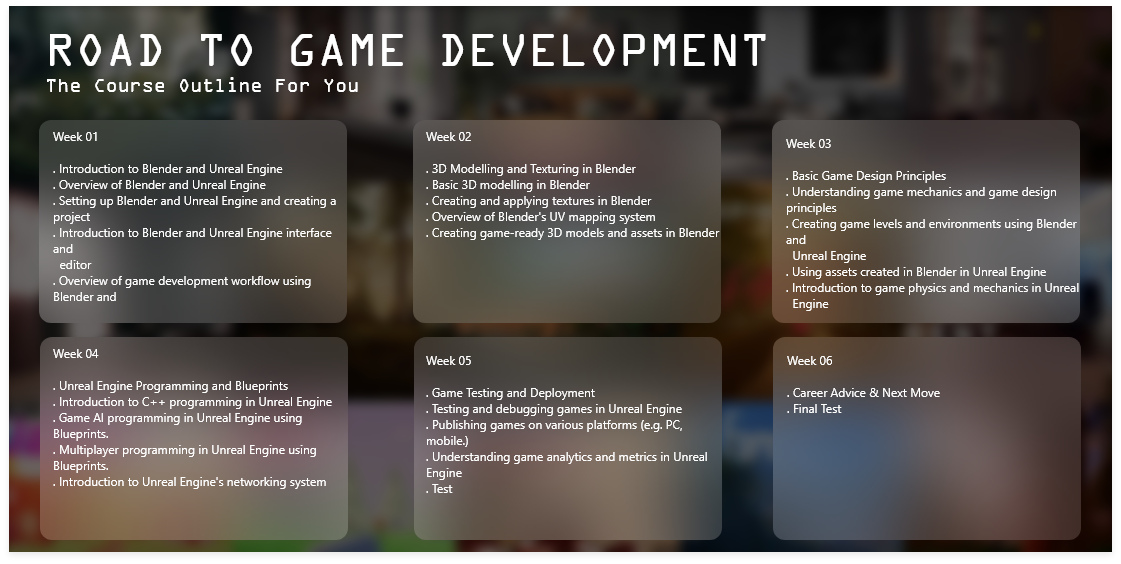 ROAD TO GAME DEVELOPMENT
The Course Outline For You
Week 01
. Introduction to Blender and Unreal Engine
. Overview of Blender and Unreal Engine
. Setting up Blender and Unreal Engine and creating a
project
. Introduction to Blender and Unreal Engine interface
and
editor
. Overview of game development workflow using
Blender and
Week 02
. 3D Modelling and Texturing in Blender
. Basic 3D modelling in Blender
. Creating and applying textures in Blender
. Overview of Blender's UV mapping system
. Creating game-ready 3D models and assets in Blender
Week 03
. Basic Game Design Principles
. Understanding game mechanics and game design
principles
. Creating game levels and environments using Blender
and
Unreal Engine
. Using assets created in Blender in Unreal Engine
. Introduction to game physics and mechanics in Unreal
Engine
Week 04
. Unreal Engine Programming and Blueprints
. Introduction to C++ programming in Unreal Engine
. Game AI programming in Unreal Engine using
Blueprints.
. Multiplayer programming in Unreal Engine using
Blueprints.
. Introduction to Unreal Engine's networking system
Week 05
. Game Testing and Deployment
. Testing and debugging games in Unreal Engine
. Publishing games on various platforms (e.g. PC,
mobile.)
. Understanding game analytics and metrics in Unreal
Engine
. Test
Week 06
. Career Advice & Next Move
. Final Test